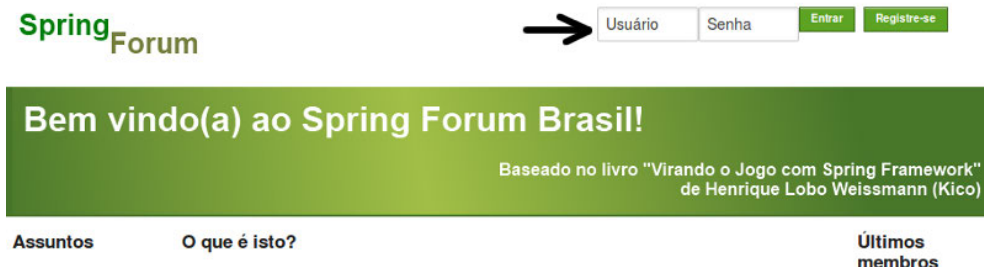 Spring
Forum
Usuário Senha Entrar Registre-se
Bem vindo(a) ao Spring Forum Brasil!
Baseado no livro "Virando o Jogo com Spring Framework"
de Henrique Lobo Weissmann (Kico)
Assuntos O que é isto? Últimos
membros